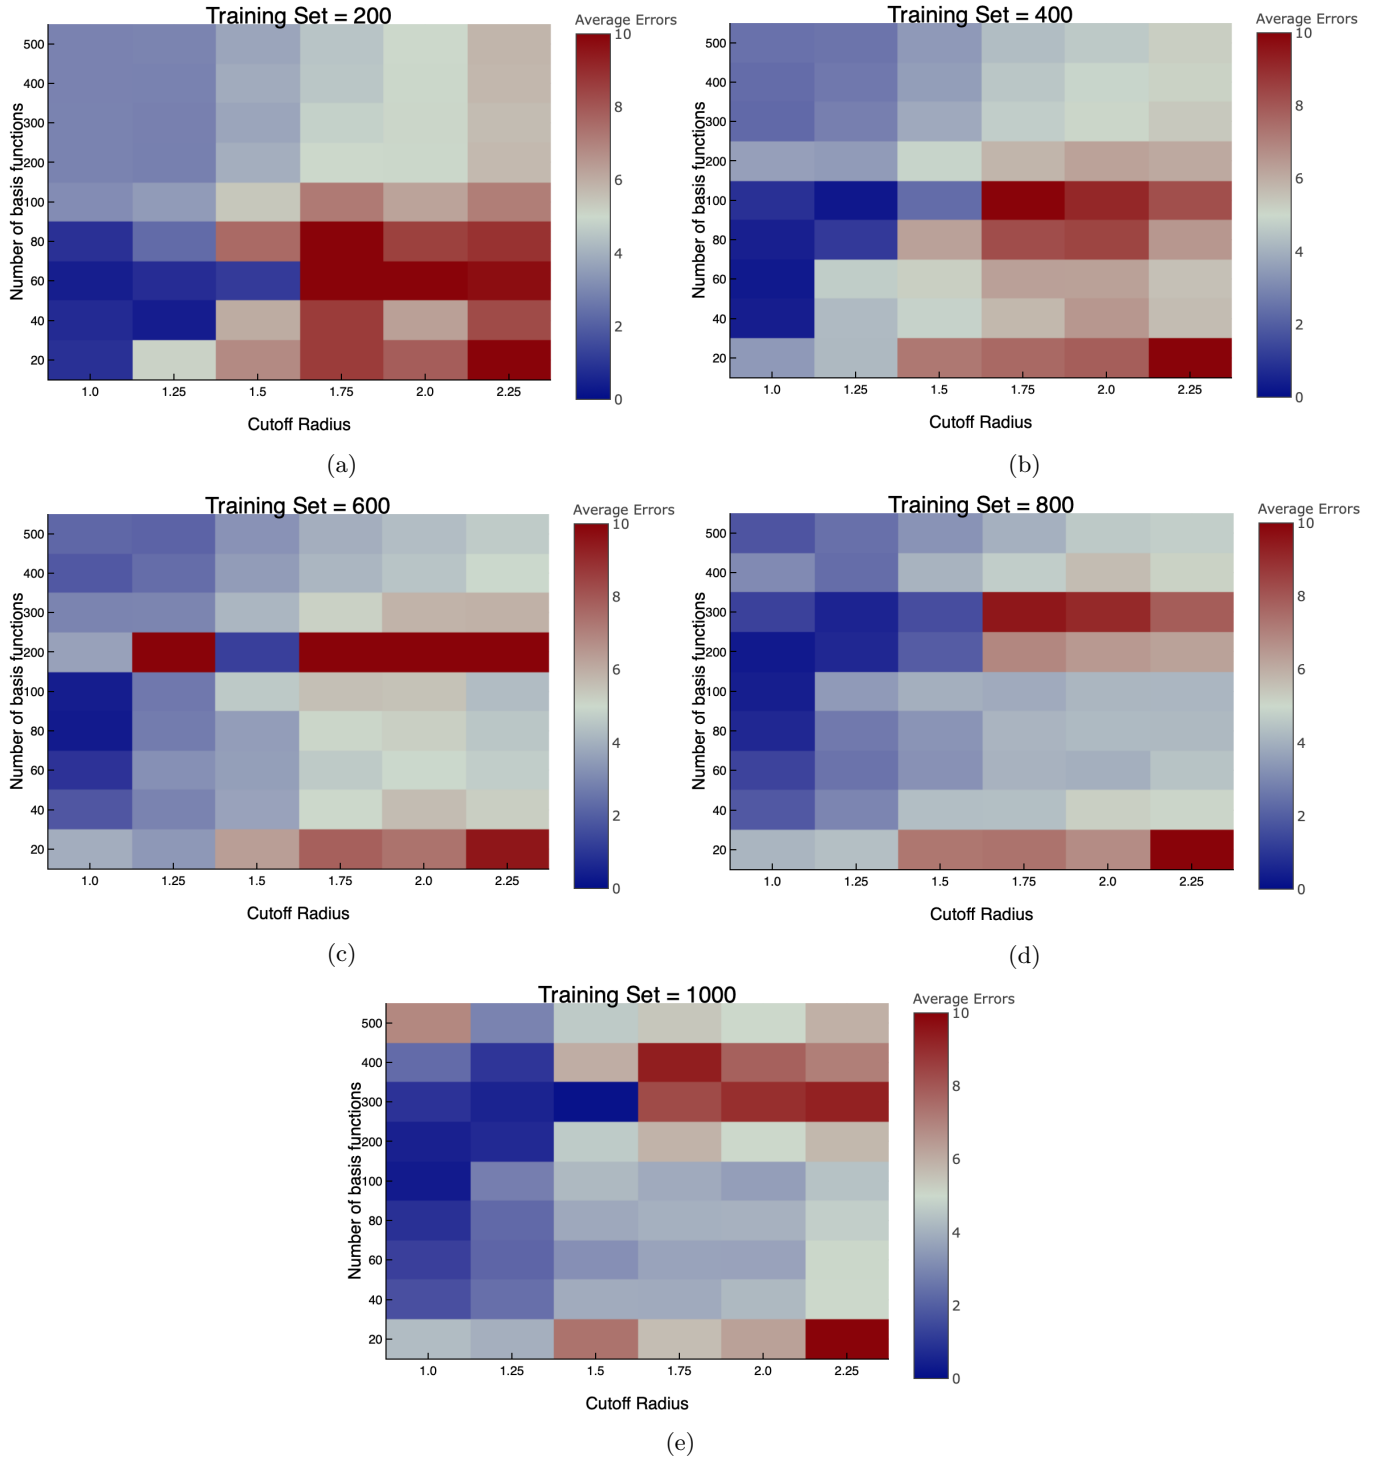 Training Set = 200
Average Errors
Number of basis functions
500
400
300
200
100
80
60
40
20
1.0 1.25 1.5 1.75 2.0 2.25
Cutoff Radius
10
8
6
4
2
0
(a)
Training Set = 400
Average Errors
Number of basis functions
500
400
300
200
100
80
60
40
20
1.0 1.25 1.5 1.75 2.0 2.25
Cutoff Radius
10
8
6
4
2
0
(b)
Training Set = 600
Average Errors
Number of basis functions
500
400
300
200
100
80
60
40
20
1.0 1.25 1.5 1.75 2.0 2.25
Cutoff Radius
10
8
6
4
2
0
(c)
Training Set = 800
Average Errors
Number of basis functions
500
400
300
200
100
80
60
40
20
1.0 1.25 1.5 1.75 2.0 2.25
Cutoff Radius
10
8
6
4
2
0
(d)
Training Set = 1000
Average Errors
Number of basis functions
500
400
300
200
100
80
60
40
20
1.0 1.25 1.5 1.75 2.0 2.25
Cutoff Radius
10
8
6
4
2
0
(e)